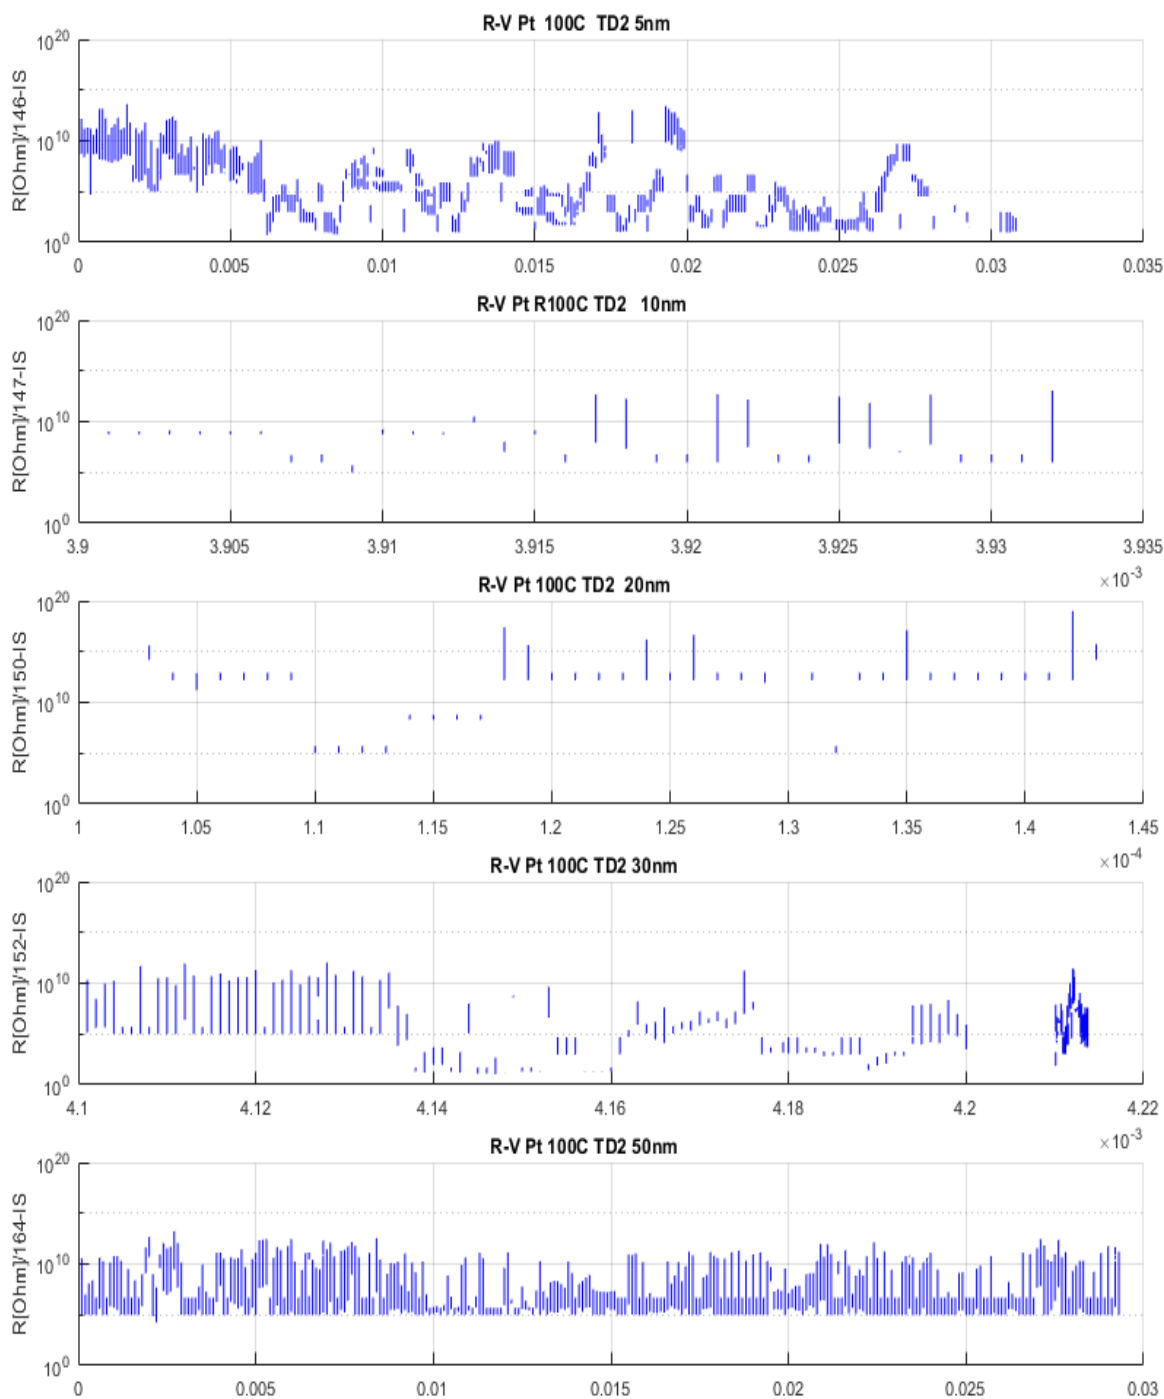 R-V Pt 100C TD2 5nm
R[Ohm]/146-IS
10^20
10^10
10^0
0 0.005 0.01 0.015 0.02 0.025 0.03 0.035
R-V Pt R100C TD2 10nm
R[Ohm]/147-IS
10^20
10^10
10^0
3.9 3.905 3.91 3.915 3.92 3.925 3.93 3.935
×10^-3
R-V Pt 100C TD2 20nm
R[Ohm]/150-IS
10^20
10^10
10^0
1 1.05 1.1 1.15 1.2 1.25 1.3 1.35 1.4 1.45
×10^-4
R-V Pt 100C TD2 30nm
R[Ohm]/152-IS
10^20
10^10
10^0
4.1 4.12 4.14 4.16 4.18 4.2 4.22
×10^-3
R-V Pt 100C TD2 50nm
R[Ohm]/164-IS
10^20
10^10
10^0
0 0.005 0.01 0.015 0.02 0.025 0.03